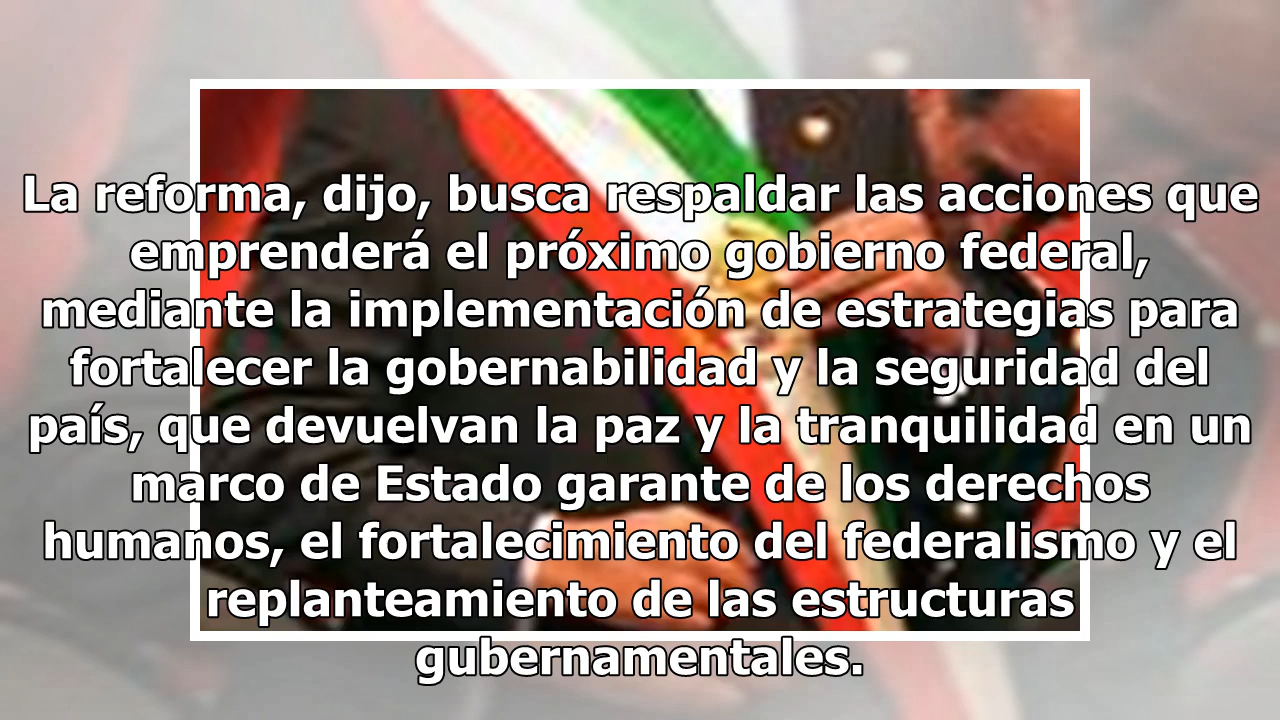 La reforma, dijo, busca respaldar las acciones que
emprenderá el próximo gobierno federal,
mediante la implementación de estrategias para
fortalecer la gobernabilidad y la seguridad del
país, que devuelvan la paz y la tranquilidad en un
marco de Estado garante de los derechos
humanos, el fortalecimiento del federalismo y el
replanteamiento de las estructuras
gubernamentales.